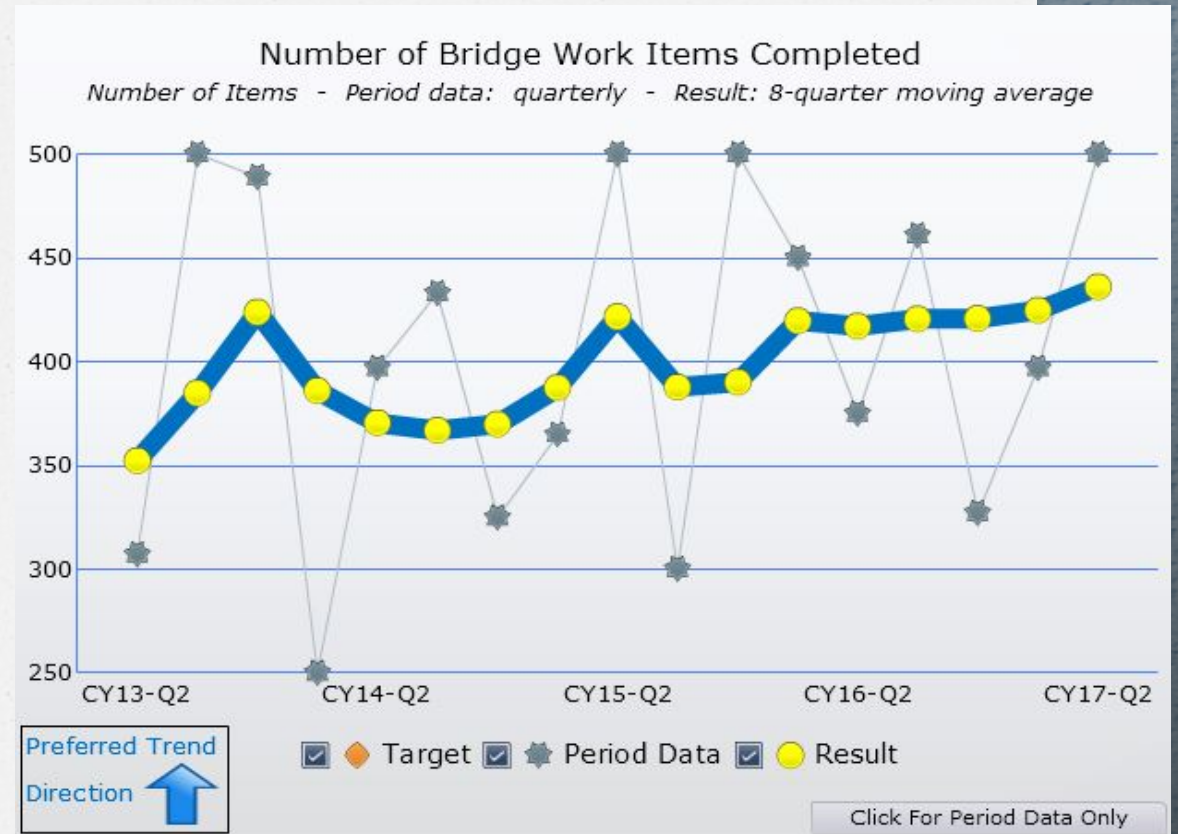 Number of Bridge Work Items Completed
Number of Items - Period data: quarterly - Result: 8-quarter moving average
500
450
400
350
300
250
CY13-Q2 CY14-Q2 CY15-Q2 CY16-Q2 CY17-Q2
Preferred Trend
Direction
Target Period Data Result
Click For Period Data Only